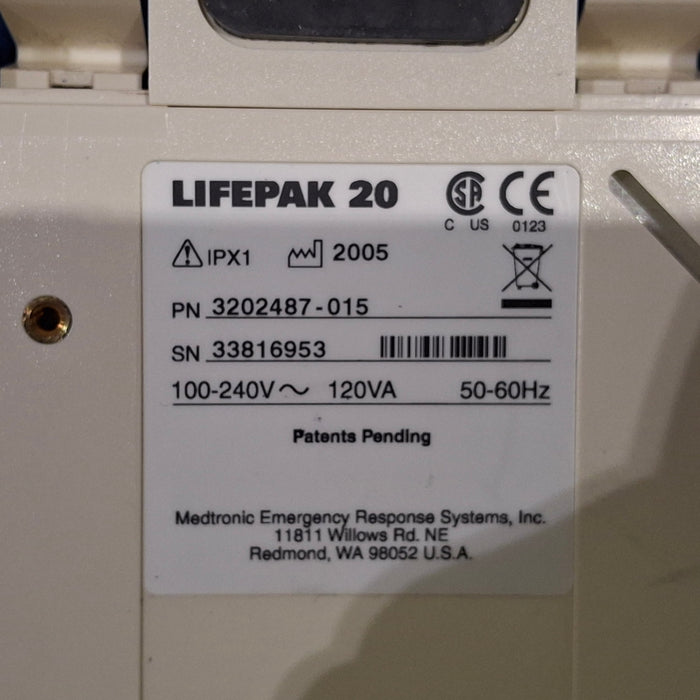 LIFEPAK 20
C US 0123
IPX1 2005
PN 3202487-015
SN 33816953
100-240V~ 120VA 50-60Hz
Patents Pending
Medtronic Emergency Response Systems, Inc.
11811 Willows Rd. NE
Redmond, WA 98052 U.S.A.